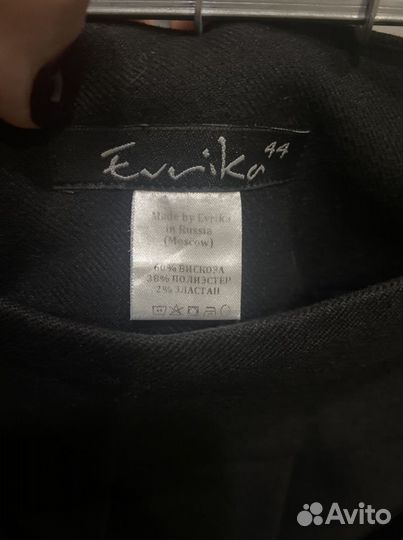 Evrika 44
Made by Evrika
in Russia
(Moscow)
60% ВИСКОЗА
38% ПОЛИЭСТЕР
2% ЭЛАСТАН
Avito